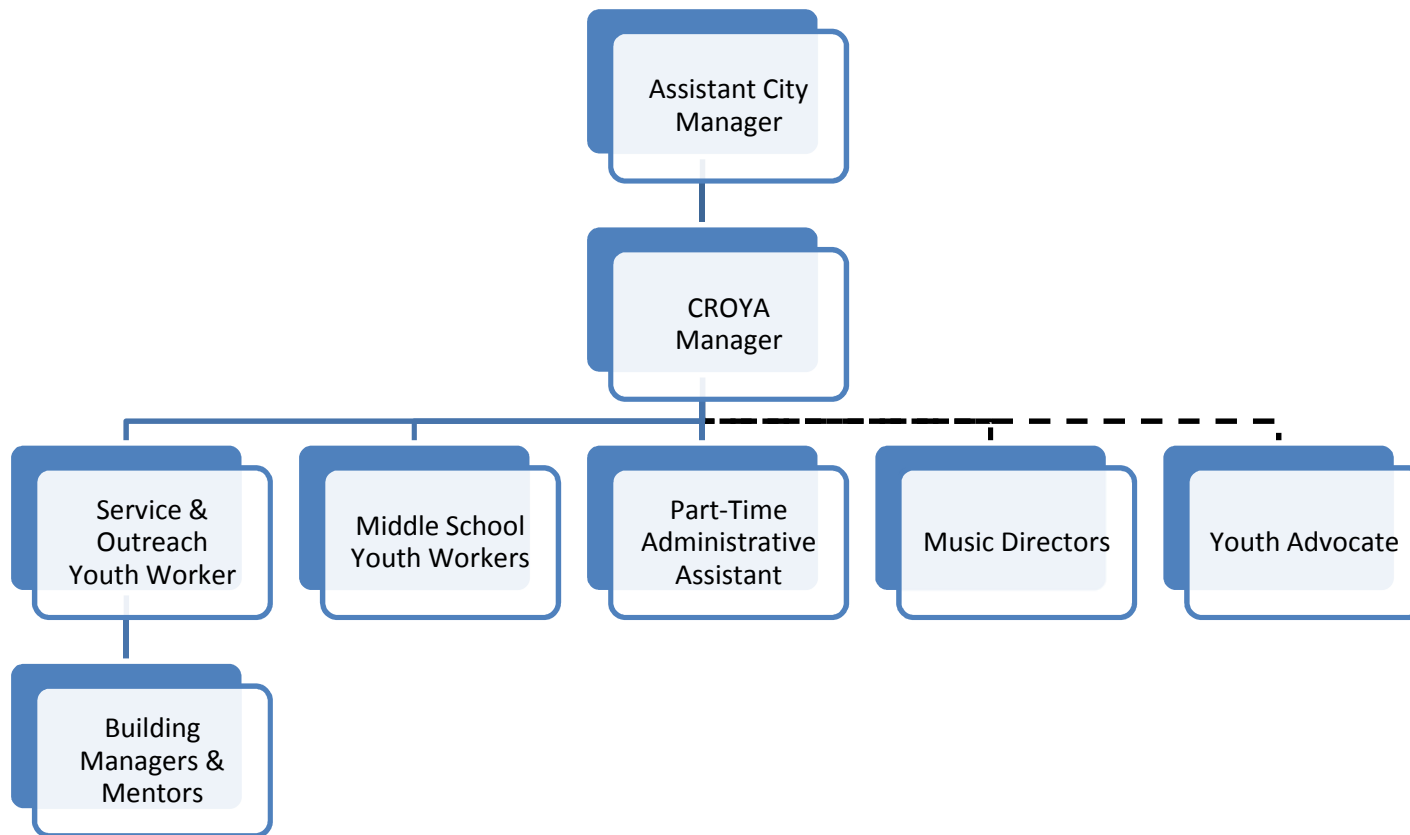 Assistant City
Manager
CROYA
Manager
Service &
Outreach
Youth Worker
Middle School
Youth Workers
Part-Time
Administrative
Assistant
Music Directors
Youth Advocate
Building
Managers &
Mentors